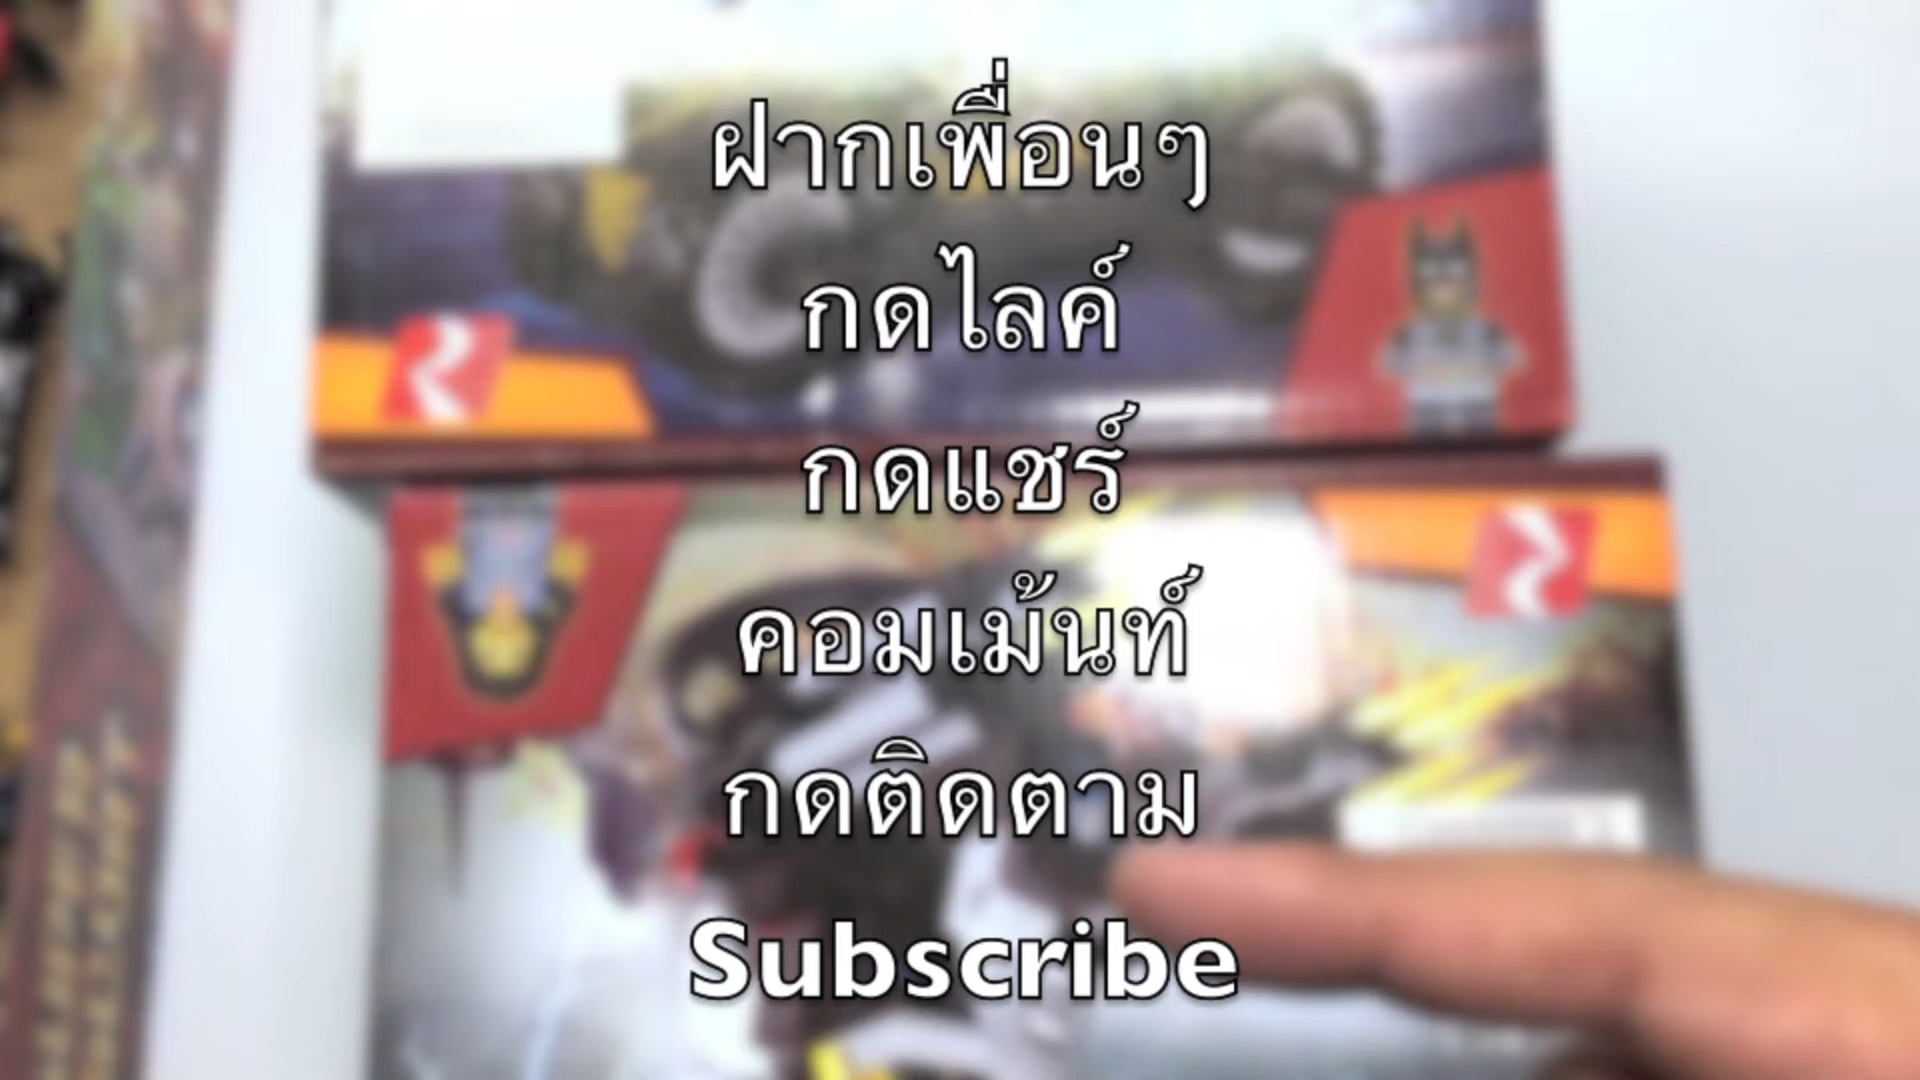 ฝากเพื่อนๆ
กดไลค์
กดแชร์
คอมเม้นท์
กดติดตาม
Subscribe